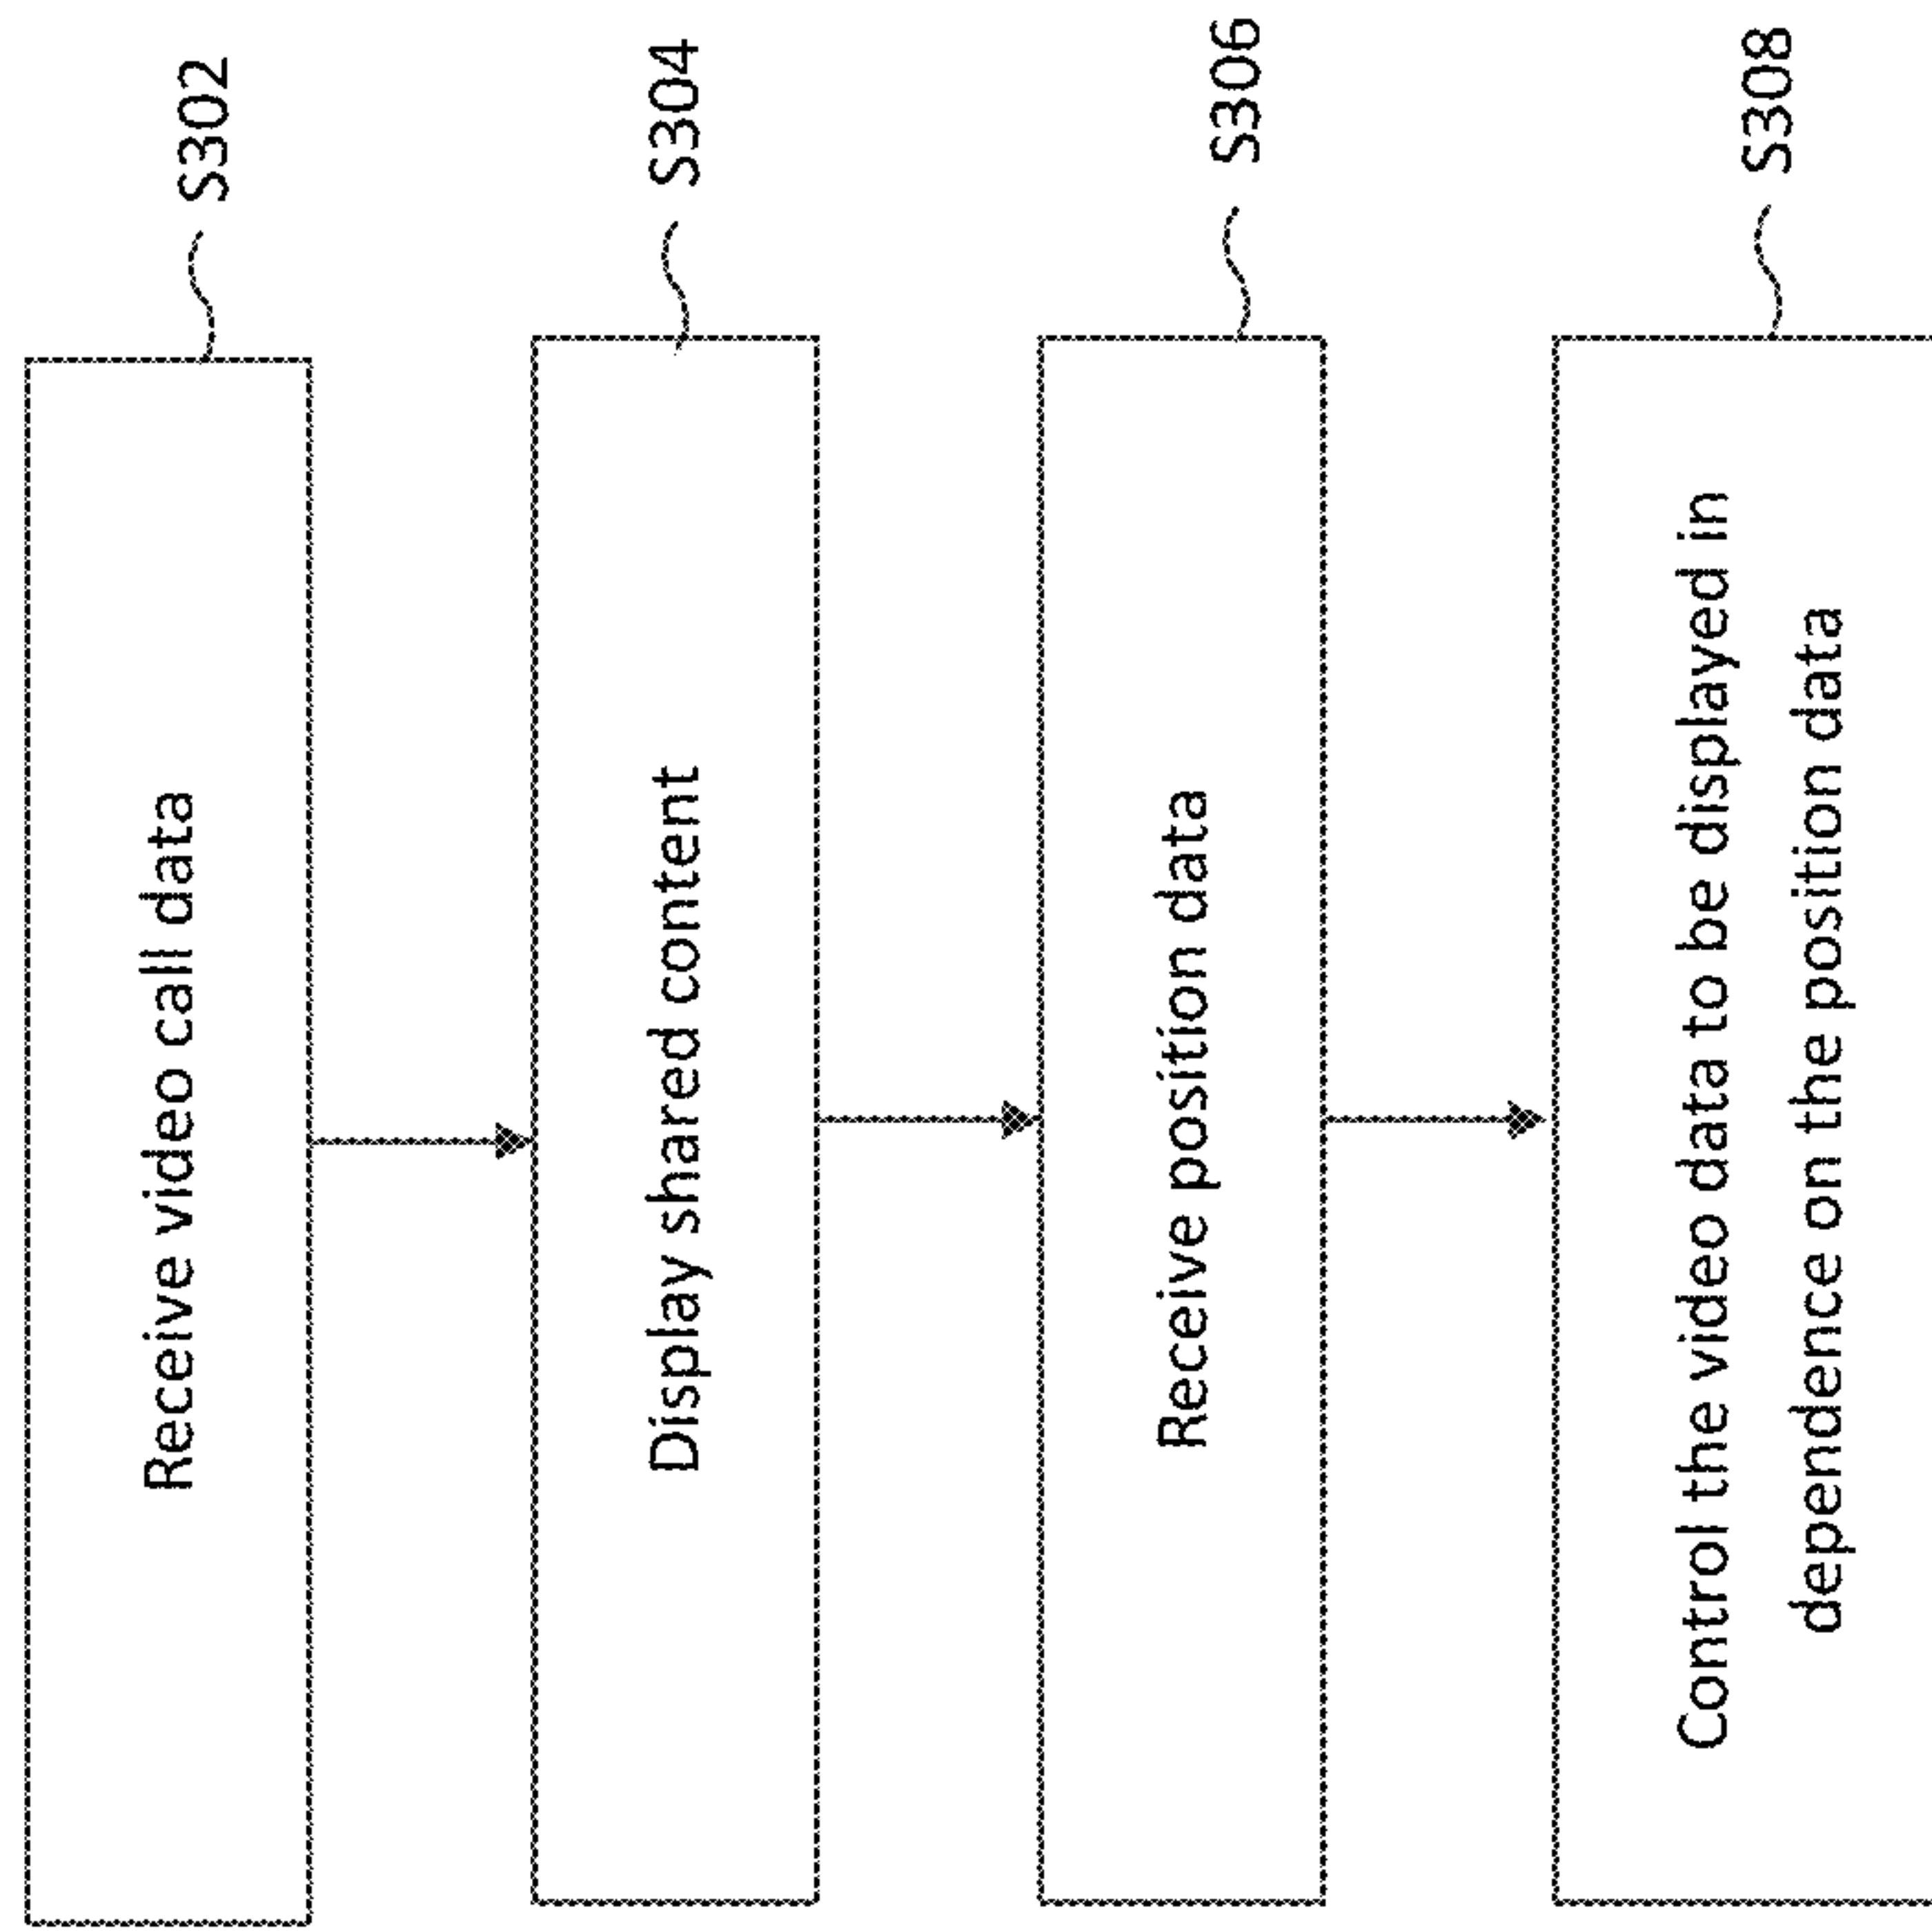 Receive video call data
S302
Display shared content
S304
Receive position data
S306
Control the video data to be displayed in
dependence on the position data
S308